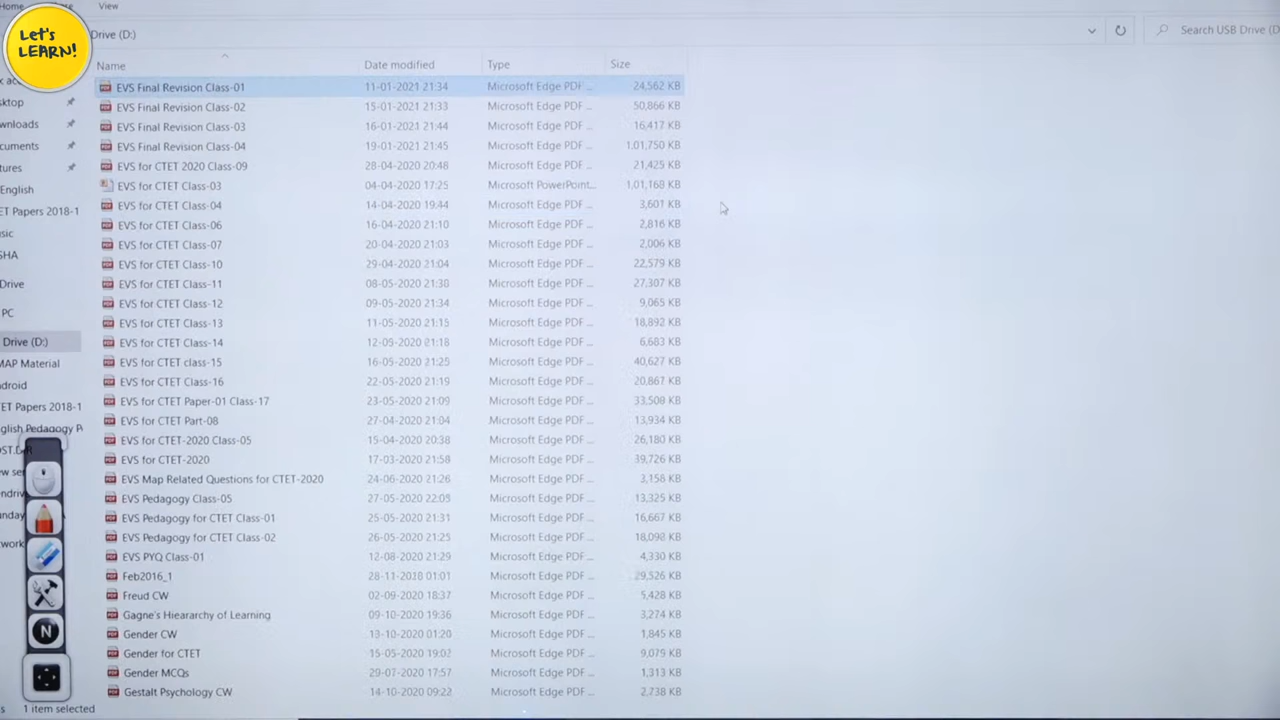 Home
View
Let's
LEARN!
Drive (D:)
Search USB Drive (D
Name Date modified Type Size
EVS Final Revision Class-01 11-01-2021 21:34 Microsoft Edge PDF ... 24,562 KB
EVS Final Revision Class-02 15-01-2021 21:33 Microsoft Edge PDF ... 50,866 KB
EVS Final Revision Class-03 16-01-2021 21:44 Microsoft Edge PDF ... 16,417 KB
EVS Final Revision Class-04 19-01-2021 21:45 Microsoft Edge PDF ... 1,01,750 KB
EVS for CTET 2020 Class-09 28-04-2020 20:48 Microsoft Edge PDF ... 21,425 KB
EVS for CTET Class-03 04-04-2020 17:25 Microsoft PowerPoint... 1,01,169 KB
EVS for CTET Class-04 14-04-2020 19:44 Microsoft Edge PDF ... 3,601 KB
EVS for CTET Class-06 16-04-2020 21:10 Microsoft Edge PDF ... 2,816 KB
EVS for CTET Class-07 20-04-2020 21:03 Microsoft Edge PDF ... 2,006 KB
EVS for CTET Class-10 29-04-2020 21:04 Microsoft Edge PDF ... 22,579 KB
EVS for CTET Class-11 08-05-2020 21:30 Microsoft Edge PDF ... 27,307 KB
EVS for CTET Class-12 09-05-2020 21:34 Microsoft Edge PDF ... 9,065 KB
EVS for CTET Class-13 11-05-2020 21:15 Microsoft Edge PDF ... 18,892 KB
EVS for CTET Class-14 12-09-2020 21:18 Microsoft Edge PDF ... 6,683 KB
EVS for CTET class-15 16-05-2020 21:25 Microsoft Edge PDF ... 40,627 KB
EVS for CTET Class-16 22-05-2020 21:19 Microsoft Edge PDF ... 20,867 KB
EVS for CTET Paper-01 Class-17 23-05-2020 21:09 Microsoft Edge PDF ... 33,508 KB
EVS for CTET Part-08 27-04-2020 21:04 Microsoft Edge PDF ... 13,934 KB
EVS for CTET-2020 Class-05 15-04-2020 20:38 Microsoft Edge PDF ... 26,180 KB
EVS for CTET-2020 17-03-2020 21:58 Microsoft Edge PDF ... 39,726 KB
EVS Map Related Questions for CTET-2020 24-06-2020 21:26 Microsoft Edge PDF ... 3,158 KB
EVS Pedagogy Class-05 27-05-2020 22:09 Microsoft Edge PDF ... 13,325 KB
EVS Pedagogy for CTET Class-01 25-05-2020 21:31 Microsoft Edge PDF ... 16,667 KB
EVS Pedagogy for CTET Class-02 26-05-2020 21:25 Microsoft Edge PDF ... 18,098 KB
EVS PYQ Class-01 12-08-2020 21:29 Microsoft Edge PDF ... 4,330 KB
Feb2016_1 28-11-2018 01:01 Microsoft Edge PDF ... 29,526 KB
Freud CW 02-09-2020 18:37 Microsoft Edge PDF ... 5,428 KB
Gagne's Hieararchy of Learning 09-10-2020 19:36 Microsoft Edge PDF ... 3,274 KB
Gender CW 13-10-2020 01:20 Microsoft Edge PDF ... 1,845 KB
Gender for CTET 15-05-2020 19:02 Microsoft Edge PDF ... 9,079 KB
Gender MCQs 29-07-2020 17:57 Microsoft Edge PDF ... 1,313 KB
Gestalt Psychology CW 14-10-2020 09:22 Microsoft Edge PDF ... 2,738 KB
sktop
wnloads
cuments
tures
English
ET Papers 2018-1
sic
SHA
Drive
PC
Drive (D:)
MAP Material
ndroid
ET Papers 2018-1
glish Pedagogy P
ew se
endriv
unday
twork
N
s 1 item selected